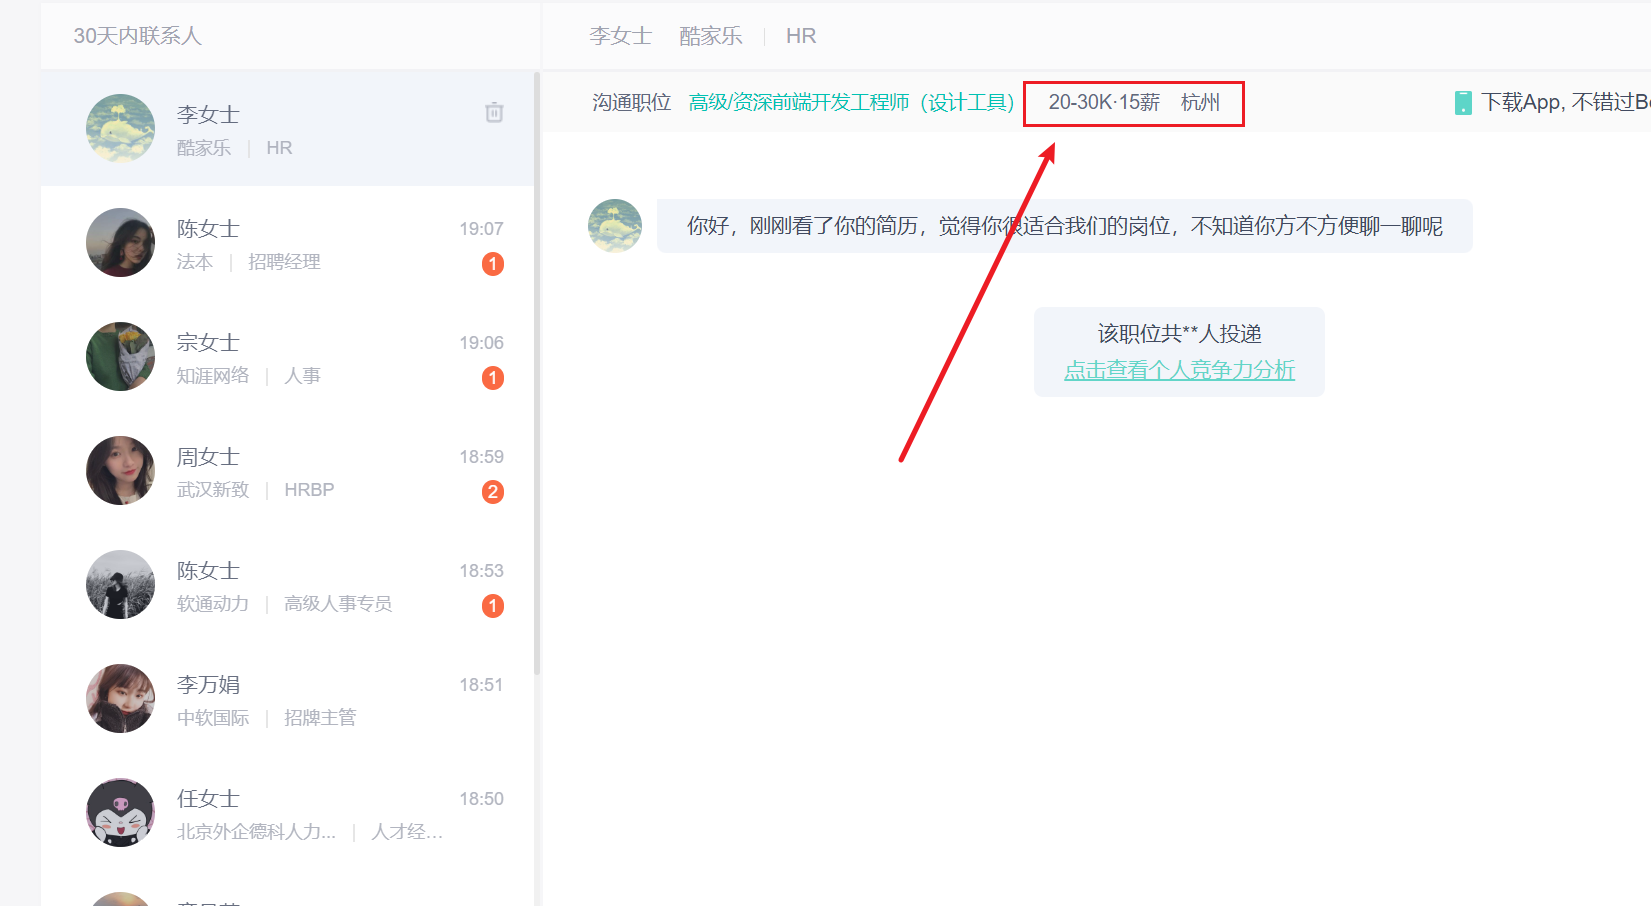 30天内联系人
李女士 酷家乐 | HR
沟通职位 高级/资深前端开发工程师（设计工具） 20-30K·15薪 杭州
下载App, 不错过Bo
李女士
酷家乐 | HR
陈女士 19:07
法本 | 招聘经理 1
宗女士 19:06
知涯网络 | 人事 1
周女士 18:59
武汉新致 | HRBP 2
陈女士 18:53
软通动力 | 高级人事专员 1
李万娟 18:51
中软国际 | 招牌主管
任女士 18:50
北京外企德科人力... | 人才经...
你好，刚刚看了你的简历，觉得你很适合我们的岗位，不知道你方不方便聊一聊呢
该职位共**人投递
点击查看个人竞争力分析